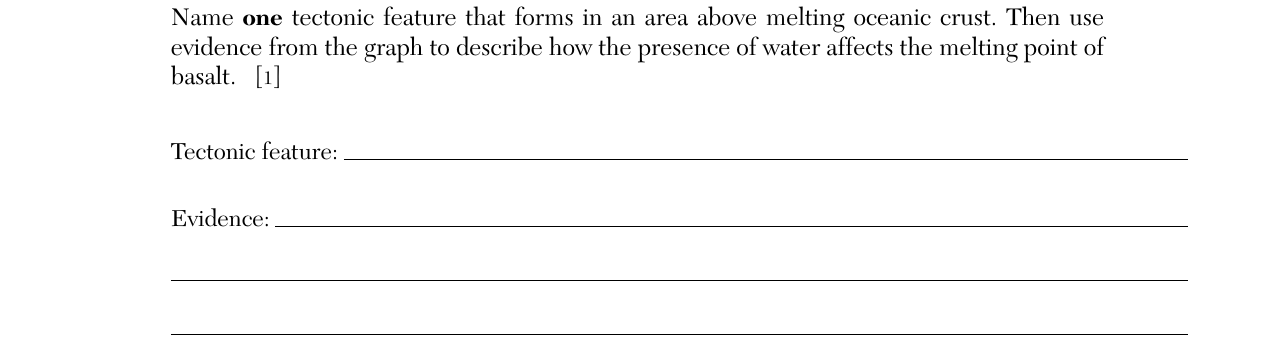 Name one tectonic feature that forms in an area above melting oceanic crust. Then use
evidence from the graph to describe how the presence of water affects the melting point of
basalt. [1]
Tectonic feature:
Evidence: